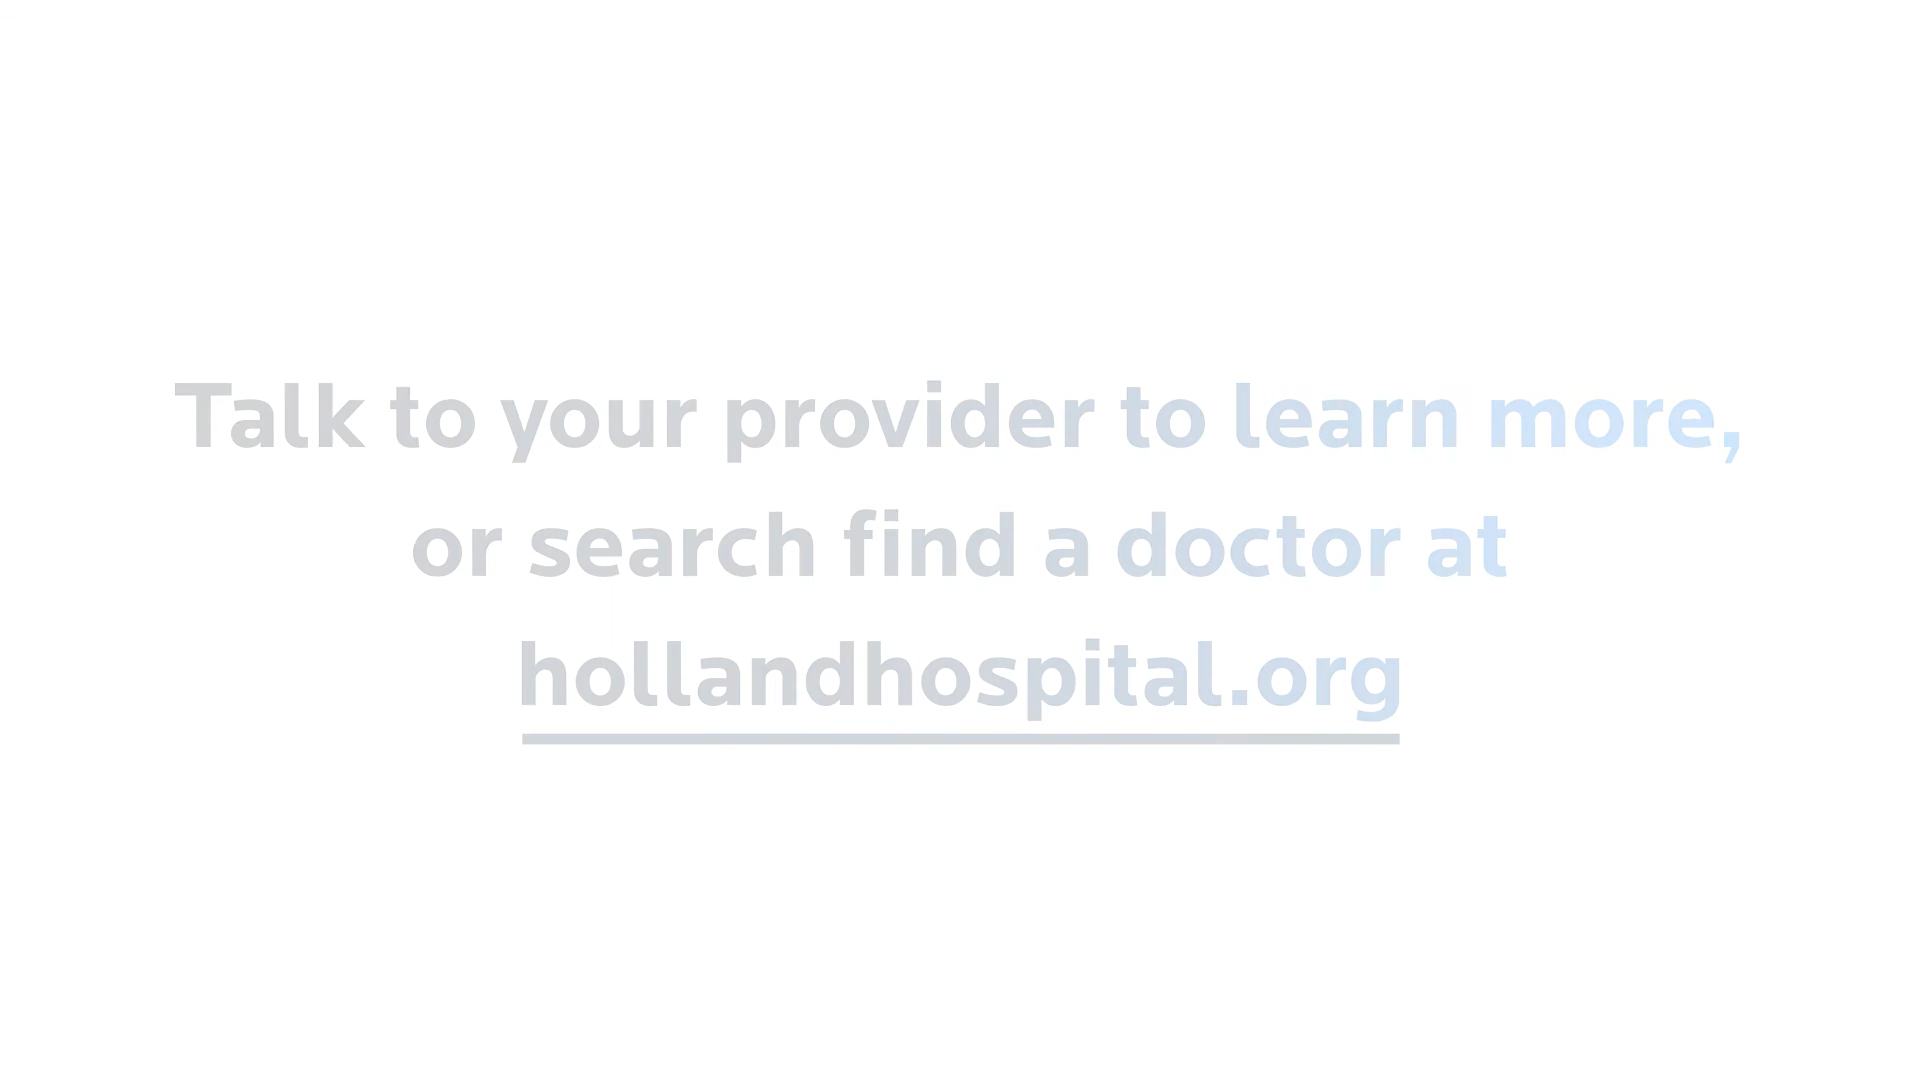 Talk to your provider to learn more,
or search find a doctor at
hollandhospital.org